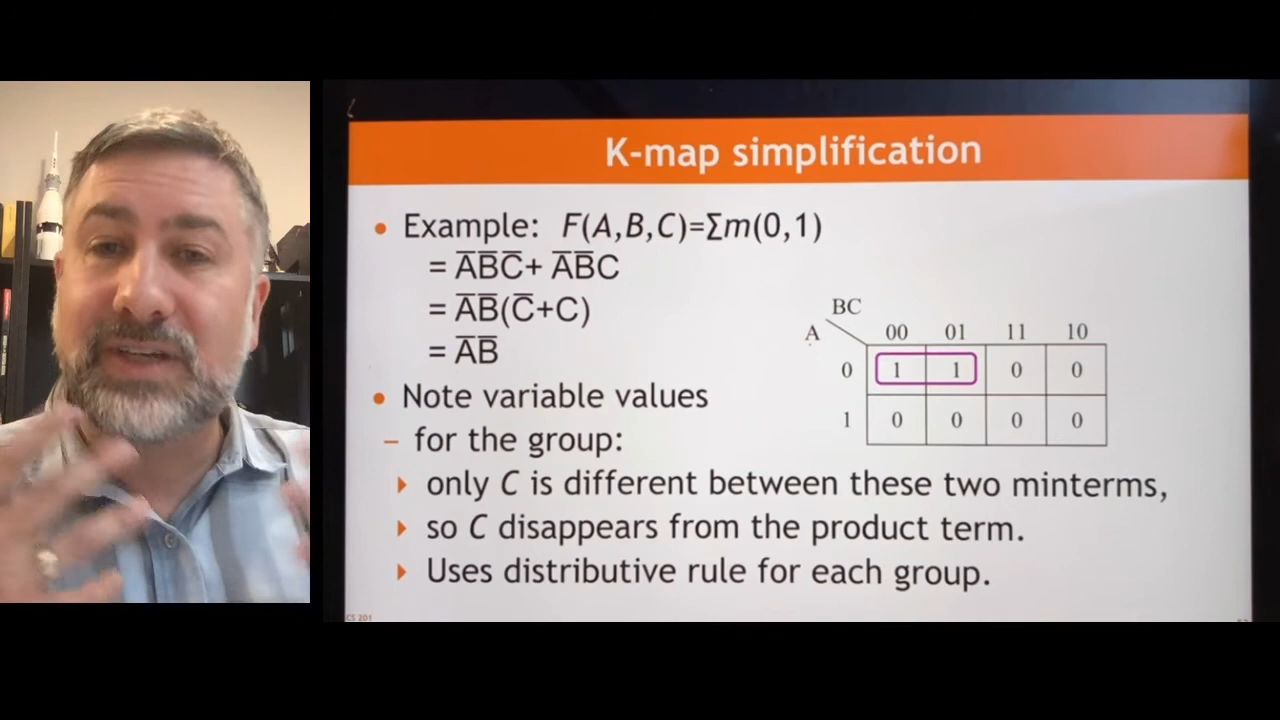 K-map simplification
• Example: F(A,B,C)=∑m(0,1)
= A̅B̅C̅+ A̅B̅C
= A̅B̅(C̅+C)
= A̅B̅
• Note variable values
– for the group:
only C is different between these two minterms,
so C disappears from the product term.
Uses distributive rule for each group.
BC
A 00 01 11 10
0 1 1 0 0
1 0 0 0 0
CS 201